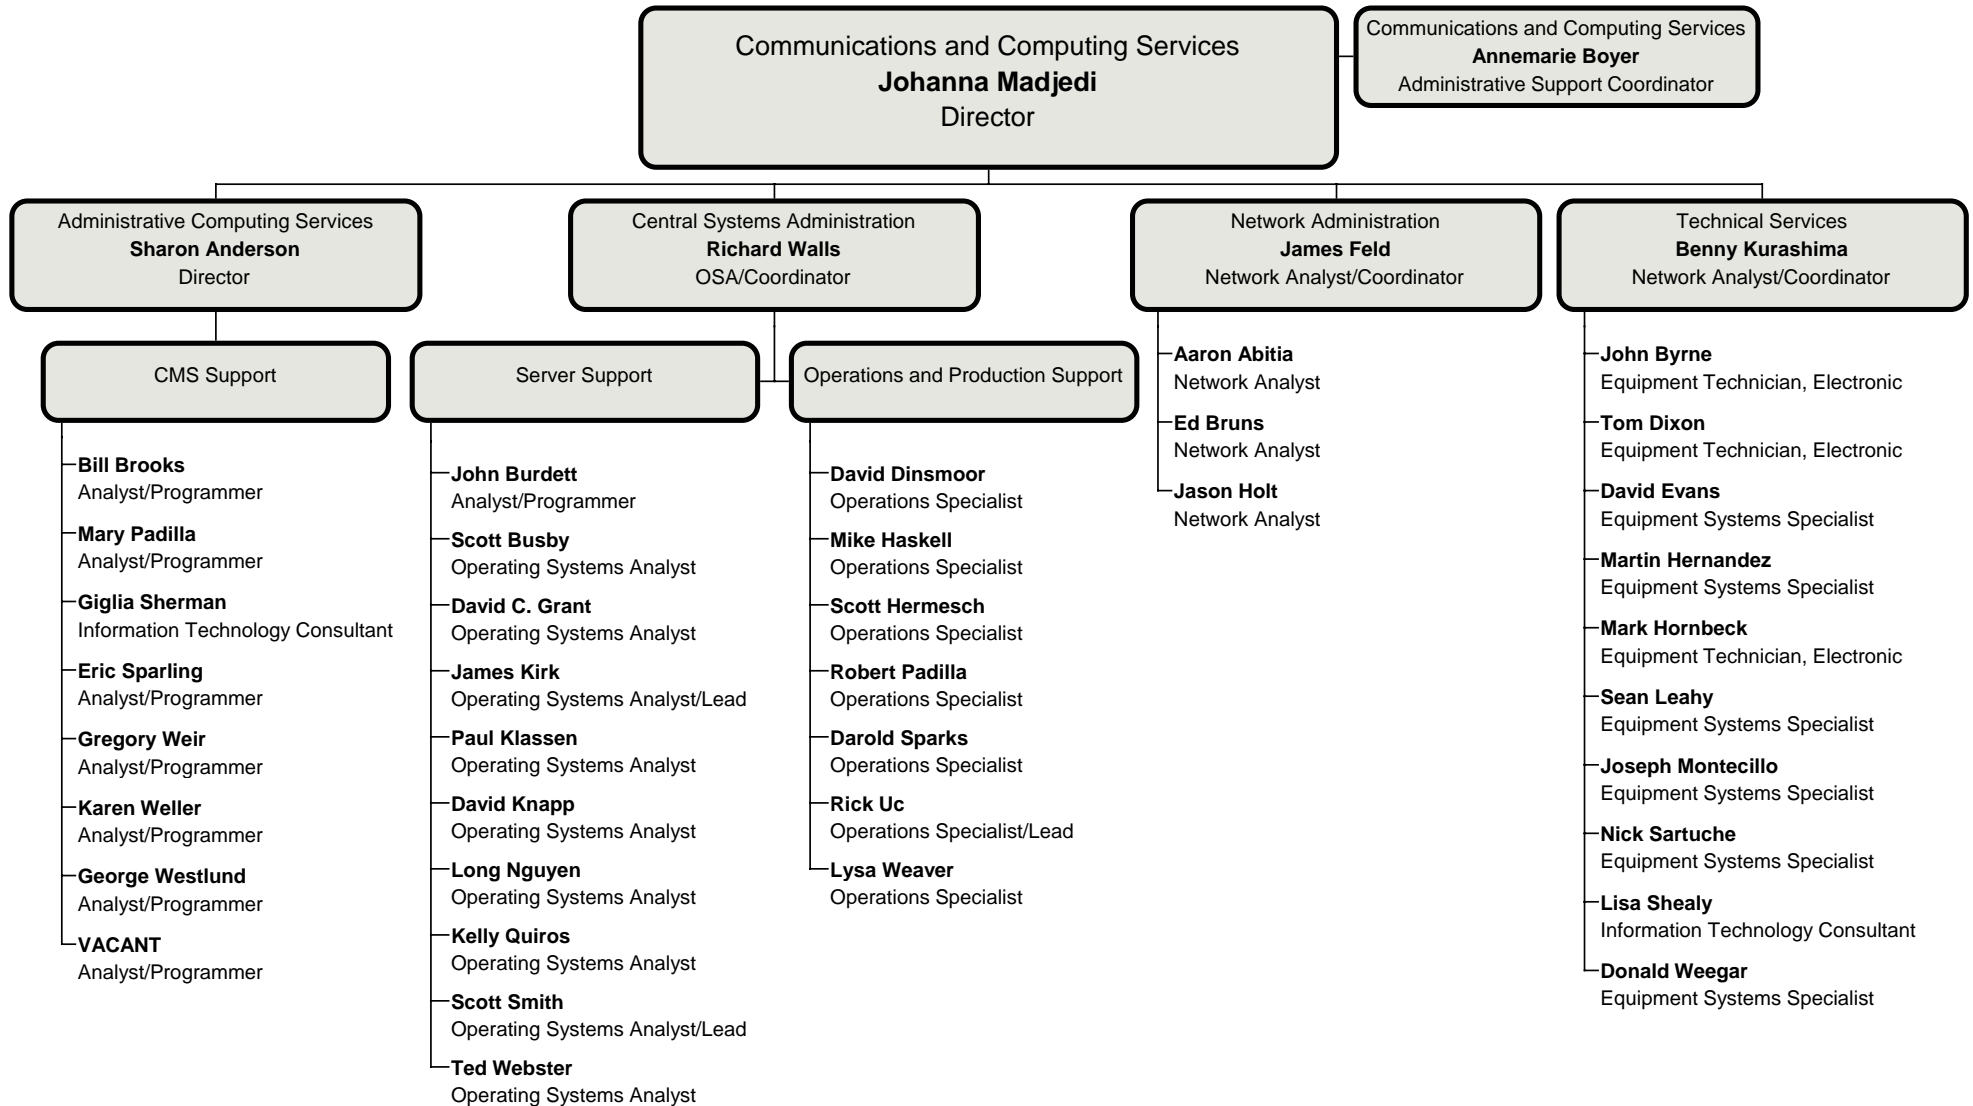 Communications and Computing Services
Johanna Madjedi
Director
Communications and Computing Services
Annemarie Boyer
Administrative Support Coordinator
Administrative Computing Services
Sharon Anderson
Director
Central Systems Administration
Richard Walls
OSA/Coordinator
Network Administration
James Feld
Network Analyst/Coordinator
Technical Services
Benny Kurashima
Network Analyst/Coordinator
CMS Support
Bill Brooks
Analyst/Programmer
Mary Padilla
Analyst/Programmer
Giglia Sherman
Information Technology Consultant
Eric Sparling
Analyst/Programmer
Gregory Weir
Analyst/Programmer
Karen Weller
Analyst/Programmer
George Westlund
Analyst/Programmer
VACANT
Analyst/Programmer
Server Support
John Burdett
Analyst/Programmer
Scott Busby
Operating Systems Analyst
David C. Grant
Operating Systems Analyst
James Kirk
Operating Systems Analyst/Lead
Paul Klassen
Operating Systems Analyst
David Knapp
Operating Systems Analyst
Long Nguyen
Operating Systems Analyst
Kelly Quiros
Operating Systems Analyst
Scott Smith
Operating Systems Analyst/Lead
Ted Webster
Operating Systems Analyst
Operations and Production Support
David Dinsmoor
Operations Specialist
Mike Haskell
Operations Specialist
Scott Hermesch
Operations Specialist
Robert Padilla
Operations Specialist
Darold Sparks
Operations Specialist
Rick Uc
Operations Specialist/Lead
Lysa Weaver
Operations Specialist
Aaron Abitia
Network Analyst
Ed Bruns
Network Analyst
Jason Holt
Network Analyst
John Byrne
Equipment Technician, Electronic
Tom Dixon
Equipment Technician, Electronic
David Evans
Equipment Systems Specialist
Martin Hernandez
Equipment Systems Specialist
Mark Hornbeck
Equipment Technician, Electronic
Sean Leahy
Equipment Systems Specialist
Joseph Montecillo
Equipment Systems Specialist
Nick Sartuche
Equipment Systems Specialist
Lisa Shealy
Information Technology Consultant
Donald Weegar
Equipment Systems Specialist